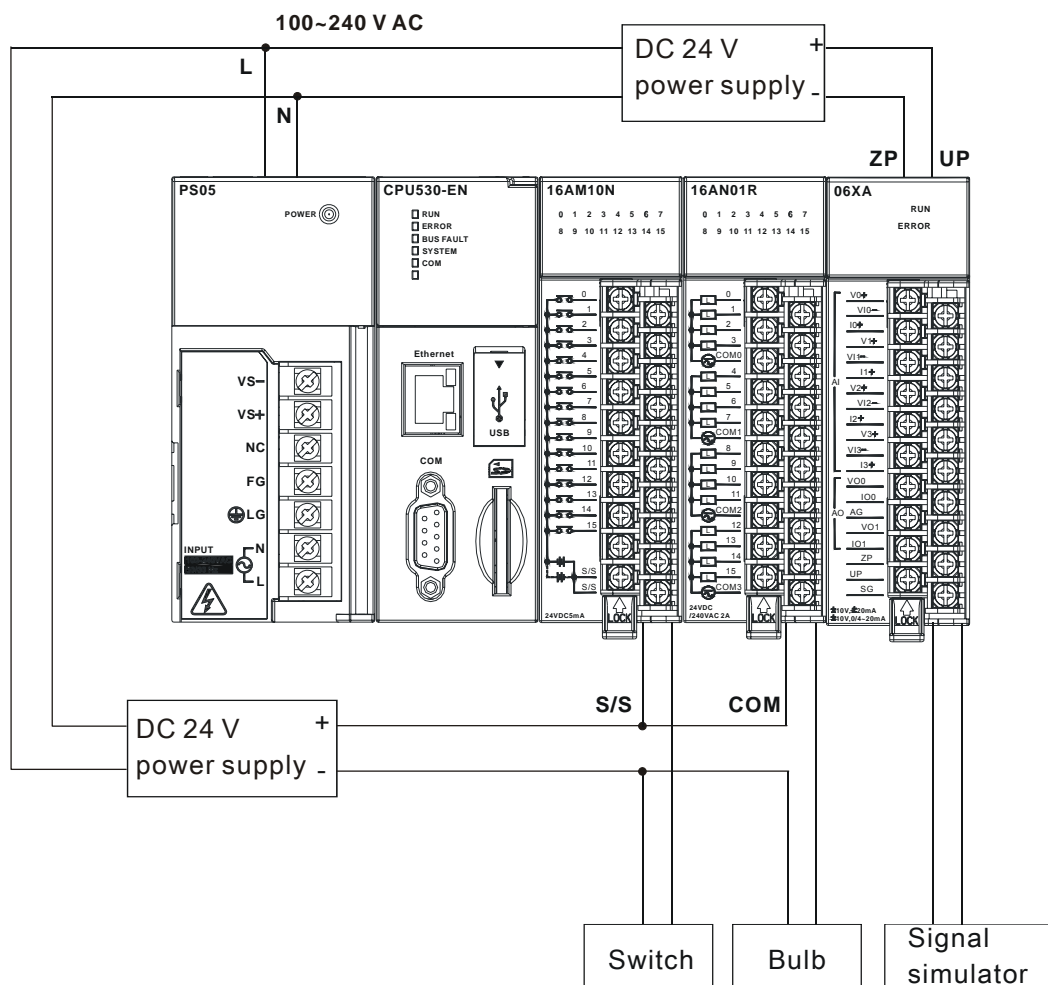 100~240 V AC
L
N
DC 24 V
power supply
+
-
ZP UP
PS05
POWER
CPU530-EN
RUN
ERROR
BUS FAULT
SYSTEM
COM
16AM10N
0 1 2 3 4 5 6 7
8 9 10 11 12 13 14 15
16AN01R
0 1 2 3 4 5 6 7
8 9 10 11 12 13 14 15
06XA
RUN
ERROR
VS-
VS+
NC
FG
LG
N
L
INPUT
Ethernet
USB
COM
0
1
2
3
4
5
6
7
8
9
10
11
12
13
14
15
S/S
S/S
24VDC5mA
LOCK
0
1
2
3
COM0
4
5
6
7
COM1
8
9
10
11
COM2
12
13
14
15
COM3
24VDC
/240VAC 2A
LOCK
AI
V0+
VI0-
I0+
V1+
VI1-
I1+
V2+
VI2-
I2+
V3+
VI3-
I3+
AO
VO0
IO0
AG
VO1
IO1
ZP
UP
SG
±10V,±20mA
±10V,0/4~20mA
LOCK
S/S
COM
DC 24 V
power supply
+
-
Switch
Bulb
Signal
simulator